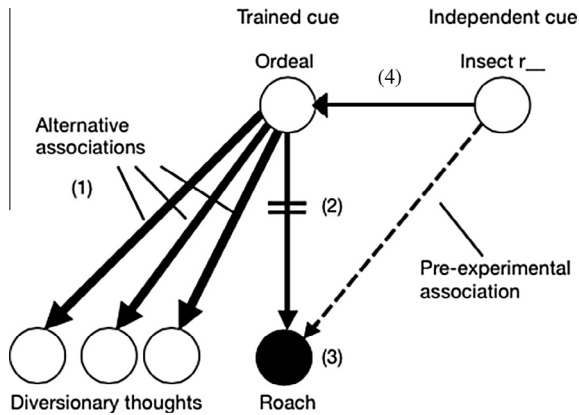 Trained cue
Independent cue
Ordeal
Insect r__
(4)
Alternative
associations
(1)
(2)
Pre-experimental
association
(3)
Diversionary thoughts
Roach